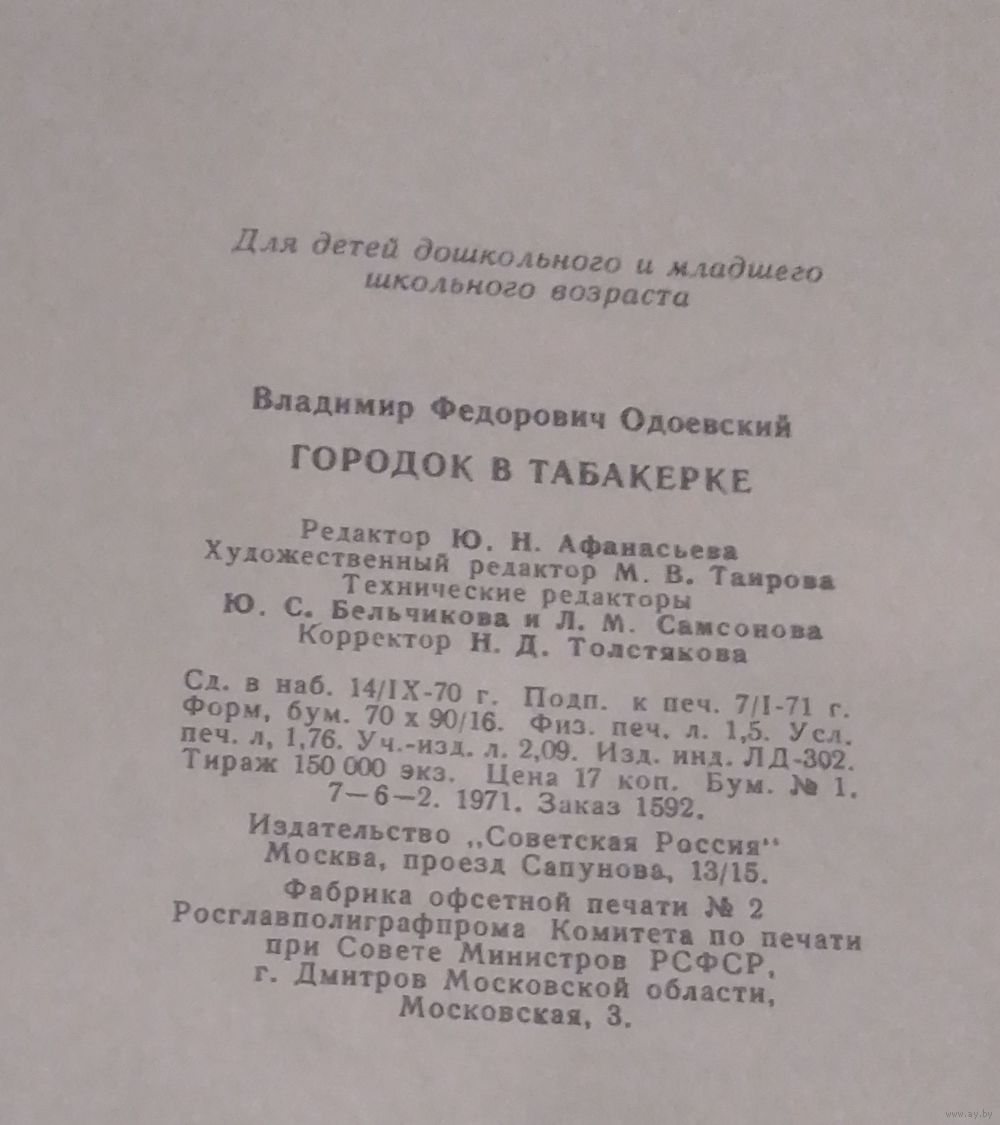 Для детей дошкольного и младшего
школьного возраста
Владимир Федорович Одоевский
ГОРОДОК В ТАБАКЕРКЕ
Редактор Ю. Н. Афанасьева
Художественный редактор М. В. Таирова
Технические редакторы
Ю. С. Бельчикова и Л. М. Самсонова
Корректор Н. Д. Толстякова
Сд. в наб. 14/IX-70 г. Подп. к печ. 7/I-71 г.
Форм, бум. 70 х 90/16. Физ. печ. л. 1,5. Усл.
печ. л, 1,76. Уч.-изд. л. 2,09. Изд. инд. ЛД-302.
Тираж 150 000 экз. Цена 17 коп. Бум. № 1.
7—6—2. 1971. Заказ 1592.
Издательство „Советская Россия“
Москва, проезд Сапунова, 13/15.
Фабрика офсетной печати № 2
Росглавполиграфпрома Комитета по печати
при Совете Министров РСФСР,
г. Дмитров Московской области,
Московская, 3.
www.ay.by